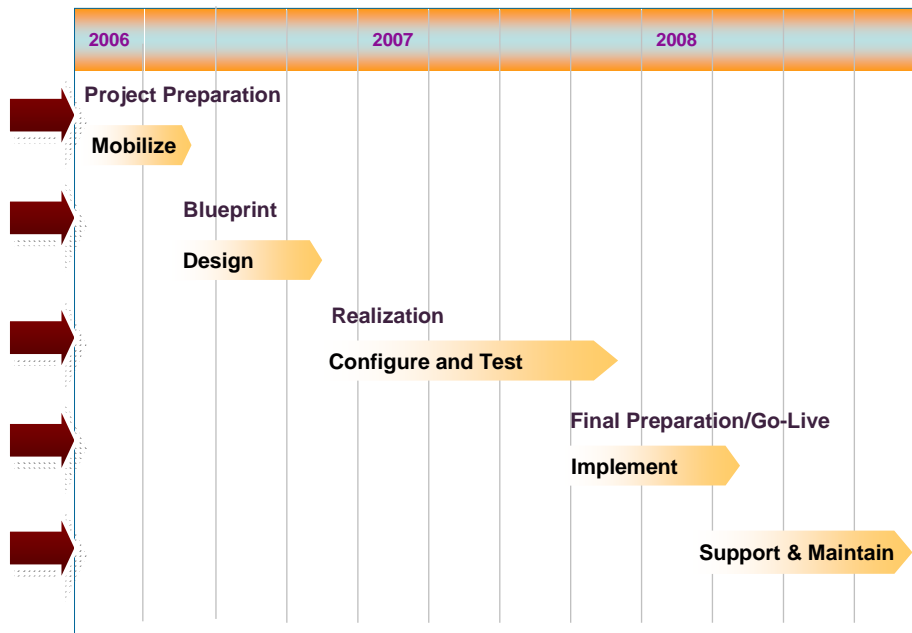 2006 2007 2008
Project Preparation
Mobilize
Blueprint
Design
Realization
Configure and Test
Final Preparation/Go-Live
Implement
Support & Maintain